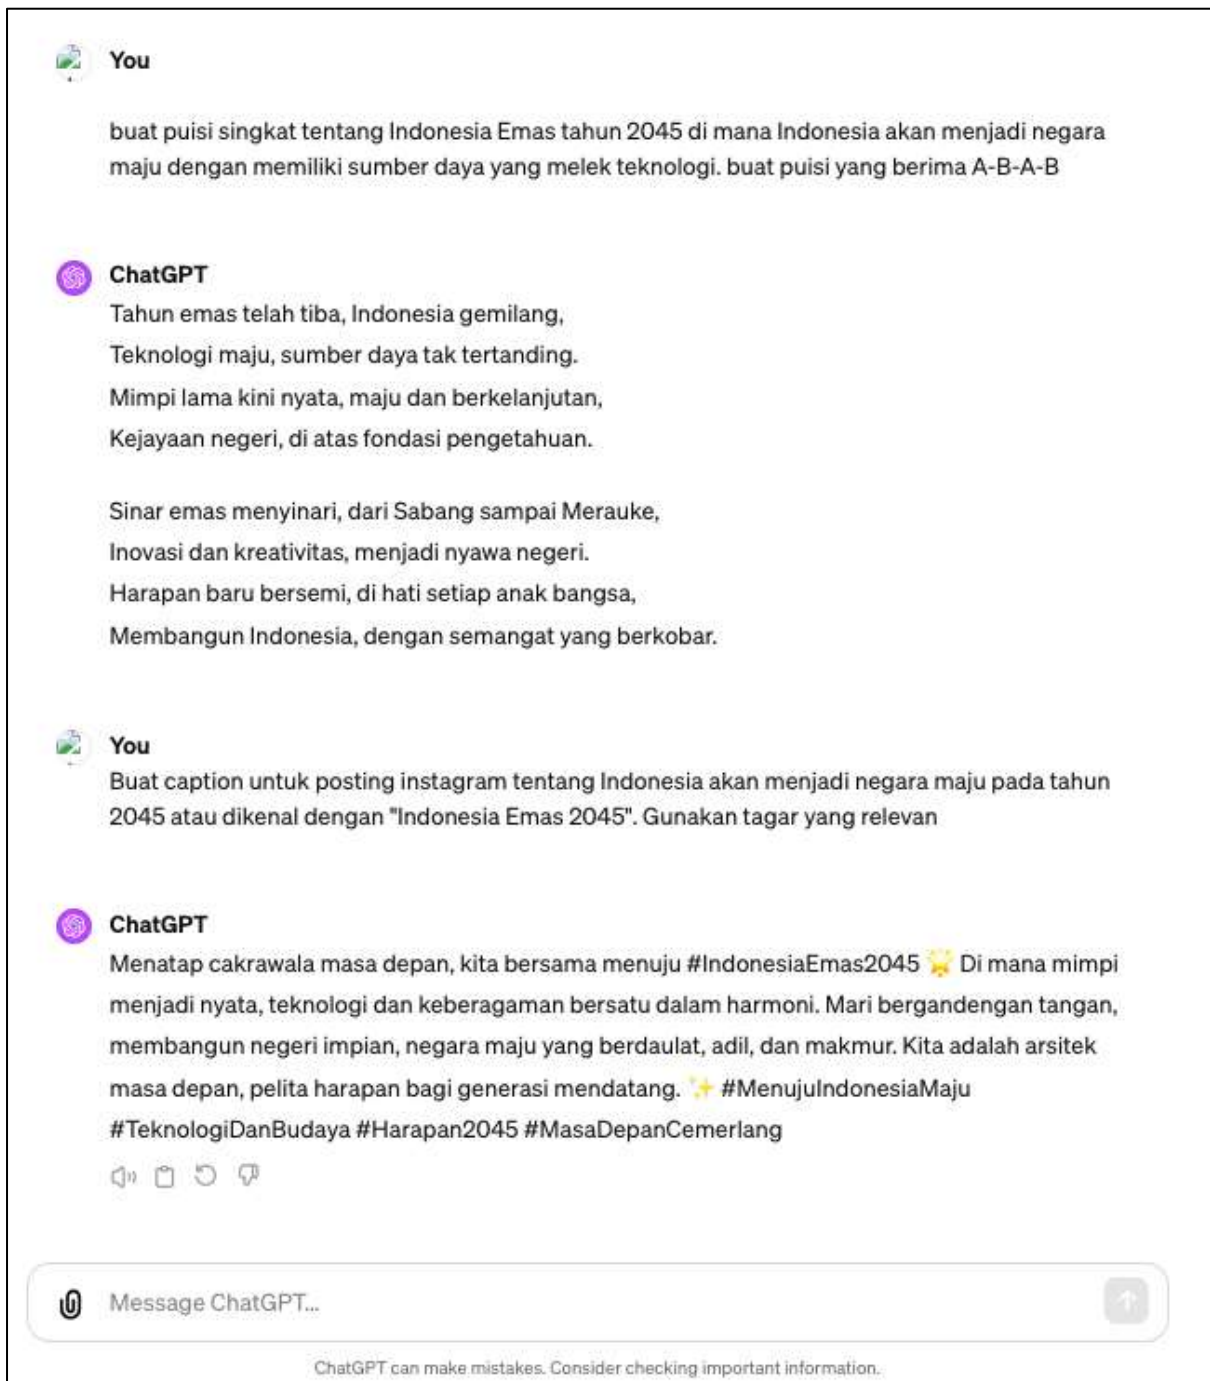 You
buat puisi singkat tentang Indonesia Emas tahun 2045 di mana Indonesia akan menjadi negara
maju dengan memiliki sumber daya yang melek teknologi. buat puisi yang berima A-B-A-B
ChatGPT
Tahun emas telah tiba, Indonesia gemilang,
Teknologi maju, sumber daya tak tertanding.
Mimpi lama kini nyata, maju dan berkelanjutan,
Kejayaan negeri, di atas fondasi pengetahuan.
Sinar emas menyinari, dari Sabang sampai Merauke,
Inovasi dan kreativitas, menjadi nyawa negeri.
Harapan baru bersemi, di hati setiap anak bangsa,
Membangun Indonesia, dengan semangat yang berkobar.
You
Buat caption untuk posting instagram tentang Indonesia akan menjadi negara maju pada tahun
2045 atau dikenal dengan "Indonesia Emas 2045". Gunakan tagar yang relevan
ChatGPT
Menatap cakrawala masa depan, kita bersama menuju #IndonesiaEmas2045 🌟 Di mana mimpi
menjadi nyata, teknologi dan keberagaman bersatu dalam harmoni. Mari bergandengan tangan,
membangun negeri impian, negara maju yang berdaulat, adil, dan makmur. Kita adalah arsitek
masa depan, pelita harapan bagi generasi mendatang. ✨ #MenujuIndonesiaMaju
#TeknologiDanBudaya #Harapan2045 #MasaDepanCemerlang
Message ChatGPT...
ChatGPT can make mistakes. Consider checking important information.